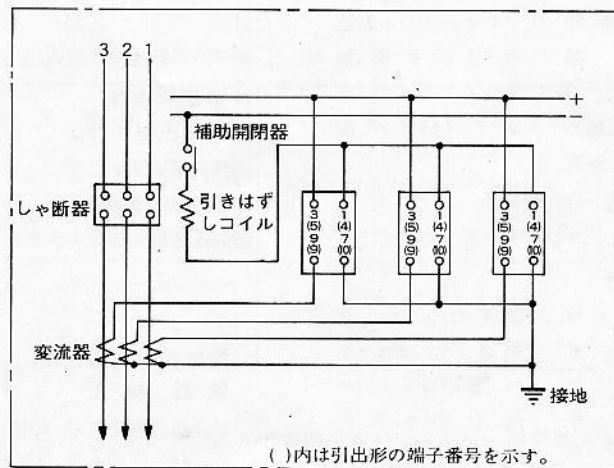 3 2 1
+
−
補助開閉器
引きはず
しコイル
しゃ断器
3 1 3 1 3 1
(5) (4) (5) (4) (5) (4)
9 7 9 7 9 7
(9) (10) (9) (10) (9) (10)
変流器
接地
( )内は引出形の端子番号を示す。